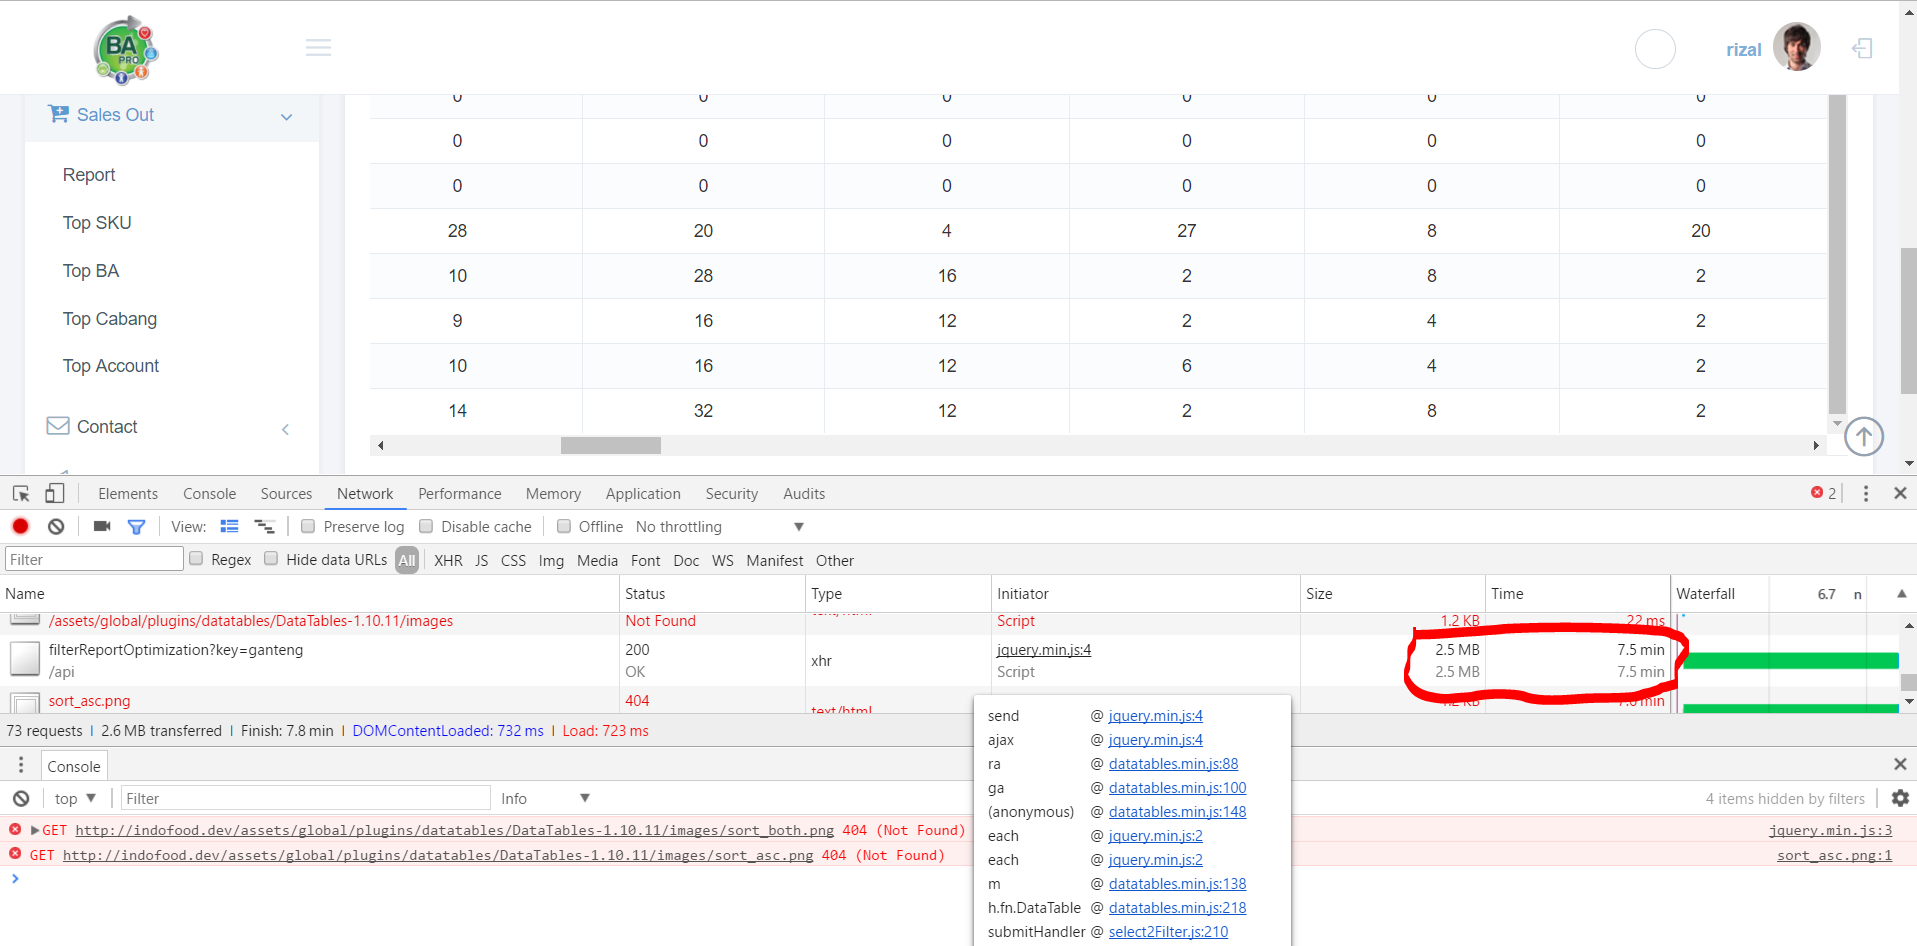 BA
PRO
rizal
Sales Out
Report
Top SKU
Top BA
Top Cabang
Top Account
Contact
0 0 0 0 0 0
0 0 0 0 0 0
0 0 0 0 0 0
28 20 4 27 8 20
10 28 16 2 8 2
9 16 12 2 4 2
10 16 12 6 4 2
14 32 12 2 8 2
Elements Console Sources Network Performance Memory Application Security Audits 2
View: Preserve log Disable cache Offline No throttling
Filter Regex Hide data URLs All XHR JS CSS Img Media Font Doc WS Manifest Other
Name Status Type Initiator Size Time Waterfall 6.7 n
/assets/global/plugins/datatables/DataTables-1.10.11/images Not Found text/html Script 1.2 KB 22 ms
filterReportOptimization?key=ganteng 200 xhr jquery.min.js:4 2.5 MB 7.5 min
/api OK Script 2.5 MB 7.5 min
sort_asc.png 404 text/html
73 requests | 2.6 MB transferred | Finish: 7.8 min | DOMContentLoaded: 732 ms | Load: 723 ms
Console
top Filter Info 4 items hidden by filters
GET http://indofood.dev/assets/global/plugins/datatables/DataTables-1.10.11/images/sort_both.png 404 (Not Found) jquery.min.js:3
GET http://indofood.dev/assets/global/plugins/datatables/DataTables-1.10.11/images/sort_asc.png 404 (Not Found) sort_asc.png:1
send @ jquery.min.js:4
ajax @ jquery.min.js:4
ra @ datatables.min.js:88
ga @ datatables.min.js:100
(anonymous) @ datatables.min.js:148
each @ jquery.min.js:2
each @ jquery.min.js:2
m @ datatables.min.js:138
h.fn.DataTable @ datatables.min.js:218
submitHandler @ select2Filter.js:210